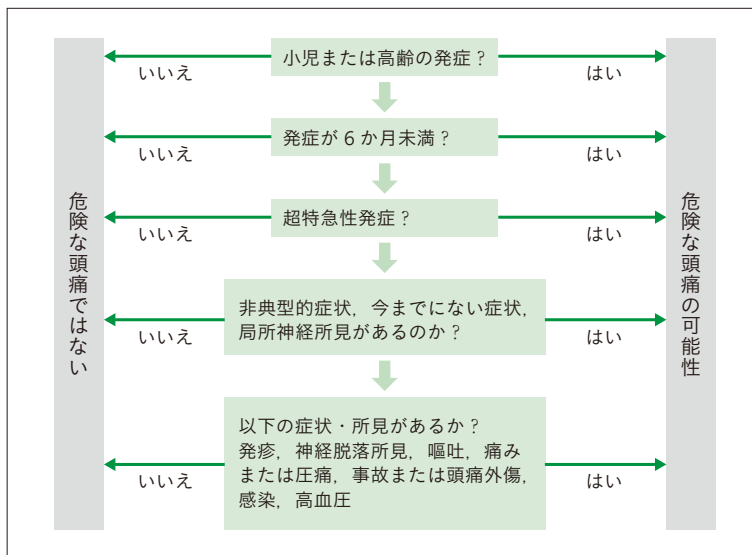 小児または高齢の発症？
いいえ
はい
発症が6か月未満？
いいえ
はい
超特急性発症？
いいえ
はい
非典型的症状，今までにない症状，
局所神経所見があるのか？
いいえ
はい
以下の症状・所見があるか？
発疹，神経脱落所見，嘔吐，痛み
または圧痛，事故または頭痛外傷，
感染，高血圧
いいえ
はい
危険な頭痛ではない
危険な頭痛の可能性